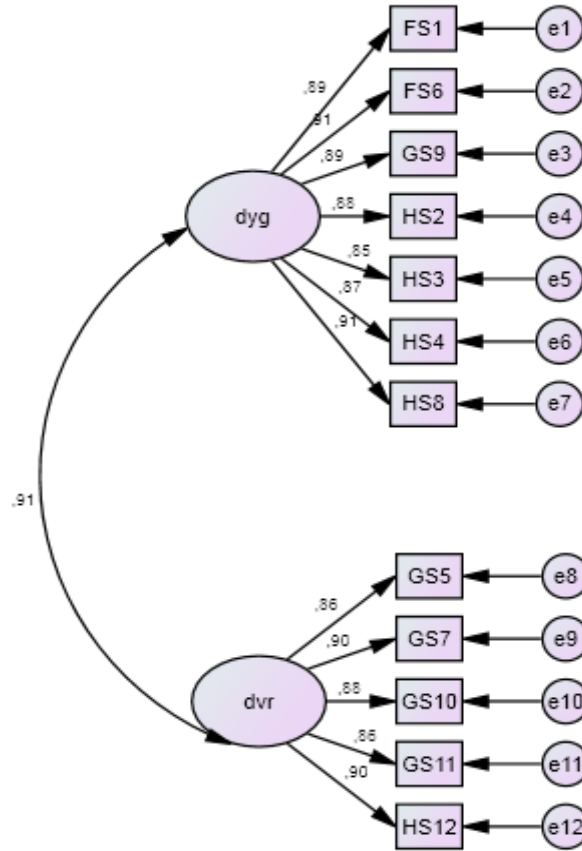 FS1
e1
,89
FS6
e2
,91
GS9
e3
,89
dyg
HS2
e4
,88
HS3
e5
,85
HS4
e6
,87
HS8
e7
,91
,91
GS5
e8
,86
GS7
e9
,90
dvr
GS10
e10
,88
GS11
e11
,86
HS12
e12
,90